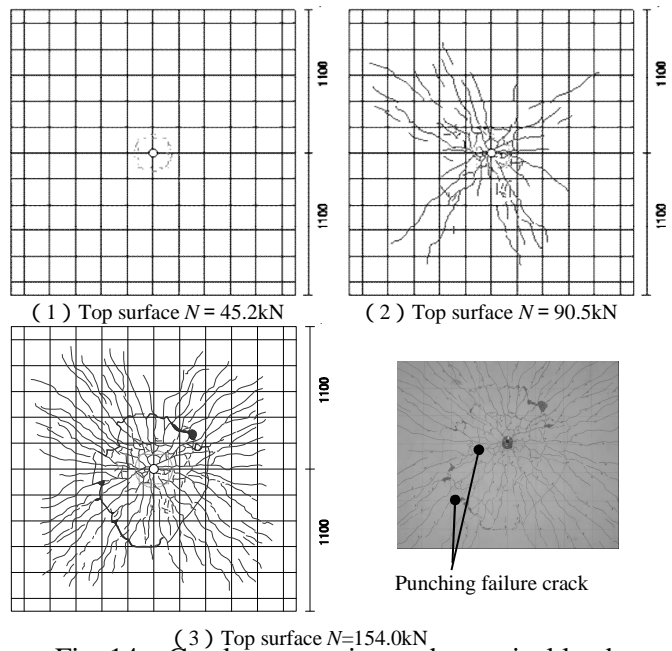 1100
1100
1100
1100
( 1 ) Top surface N = 45.2kN
( 2 ) Top surface N = 90.5kN
1100
1100
Punching failure crack
( 3 ) Top surface N=154.0kN